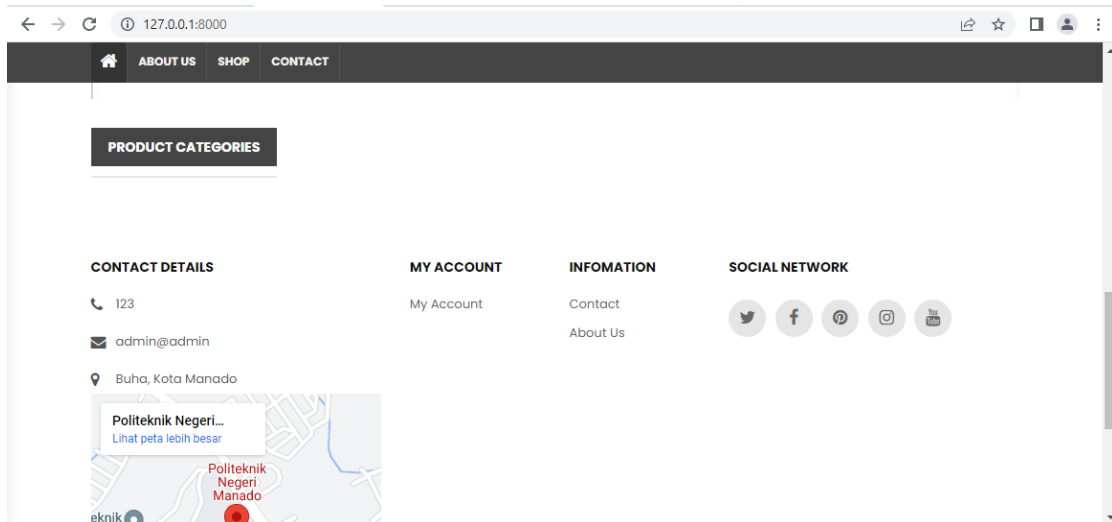 127.0.0.1:8000
ABOUT US SHOP CONTACT
PRODUCT CATEGORIES
CONTACT DETAILS MY ACCOUNT INFOMATION SOCIAL NETWORK
123 My Account Contact
About Us
admin@admin
Buha, Kota Manado
Politeknik Negeri...
Lihat peta lebih besar
Politeknik
Negeri
Manado
eknik
You
Tube